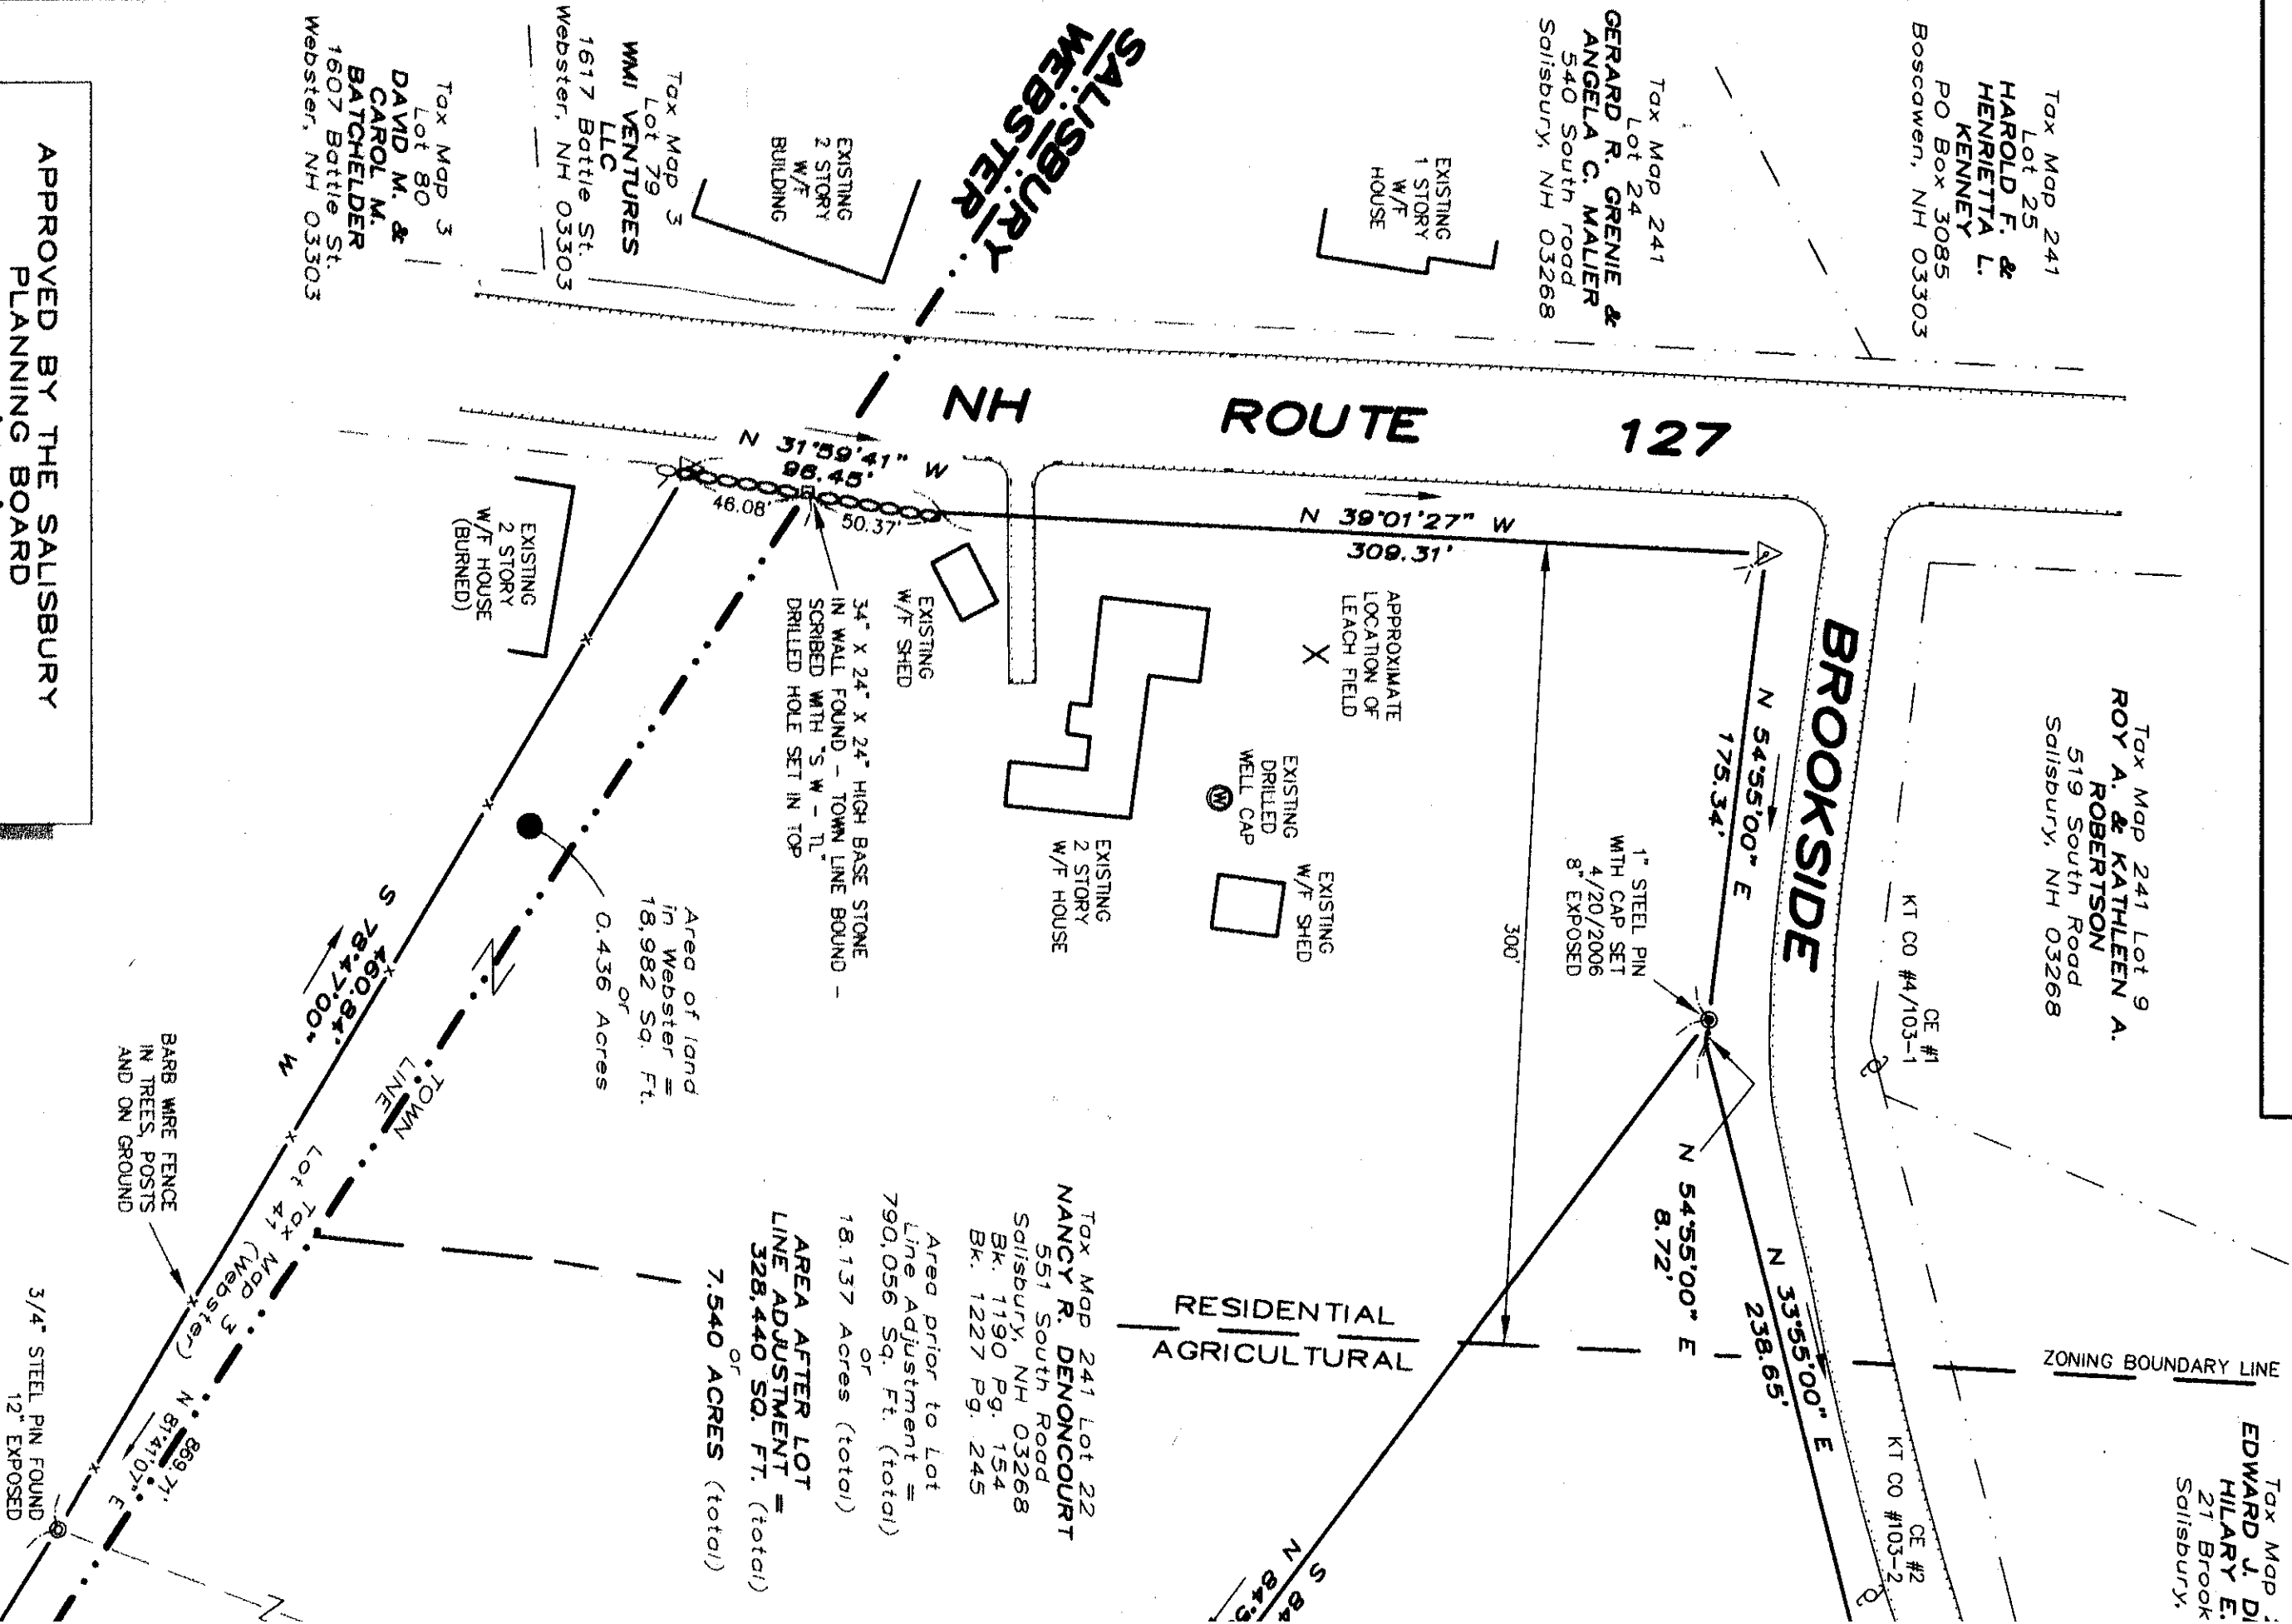 Tax Map 241
Lot 25
HAROLD F. &
HENRIETTA L.
KENNEY
PO Box 3085
Boscawen, NH 03303
Tax Map 241
Lot 24
GERARD R. GRENIE &
ANGELA C. MALIER
540 South road
Salisbury, NH 03268
EXISTING
1 STORY
W/F
HOUSE
SALISBURY
WEBSTER
EXISTING
2 STORY
W/F
BUILDING
Tax Map 3
Lot 79
WMI VENTURES
LLC
1617 Battle St.
Webster, NH 03303
Tax Map 3
Lot 80
DAVID M. &
CAROL M.
BATCHELDER
1607 Battle St.
Webster, NH 03303
APPROVED BY THE SALISBURY
PLANNING BOARD
NH ROUTE 127
N 31°59'41" W
96.45'
46.08'
50.37'
N 39°01'27" W
309.31'
BROOKSIDE
Tax Map 241 Lot 9
ROY A. & KATHLEEN A.
ROBERTSON
519 South Road
Salisbury, NH 03268
CE #1
KT CO #4/103-1
N 54°55'00" E
175.34'
1" STEEL PIN
WITH CAP SET
4/20/2006
8" EXPOSED
300'
APPROXIMATE
LOCATION OF
LEACH FIELD
X
EXISTING
DRILLED
WELL CAP
W
EXISTING
W/F SHED
EXISTING
2 STORY
W/F HOUSE
EXISTING
W/F SHED
34" X 24" X 24" HIGH BASE STONE
IN WALL FOUND - TOWN LINE BOUND -
SCRIBED WITH "S W - TL" -
DRILLED HOLE SET IN TOP
EXISTING
2 STORY
W/F HOUSE
(BURNED)
Area of land
in Webster =
18,982 Sq. Ft.
or
0.436 Acres
S 78°47'00" W
460.84'
TOWN
LINE
BARB WIRE FENCE
IN TREES, POSTS
AND ON GROUND
Tax Map 3
Lot 41 (Webster)
869.71'
N 81°41'07" E
3/4" STEEL PIN FOUND
12" EXPOSED
Tax Map 241 Lot 22
NANCY R. DENONCOURT
551 South Road
Salisbury, NH 03268
Bk. 1190 Pg. 154
Bk. 1227 Pg. 245
Area prior to Lot
Line Adjustment =
790,056 Sq. Ft. (total)
or
18.137 Acres (total)
AREA AFTER LOT
LINE ADJUSTMENT =
328,440 SQ. FT. (total)
or
7.540 ACRES (total)
RESIDENTIAL
AGRICULTURAL
N 54°55'00" E
8.72'
N 33°55'00" E
238.65'
ZONING BOUNDARY LINE
CE #2
KT CO #103-2
Tax Map
EDWARD J.
HILARY E.
21 Brook
Salisbury,
S 84
N 84°5